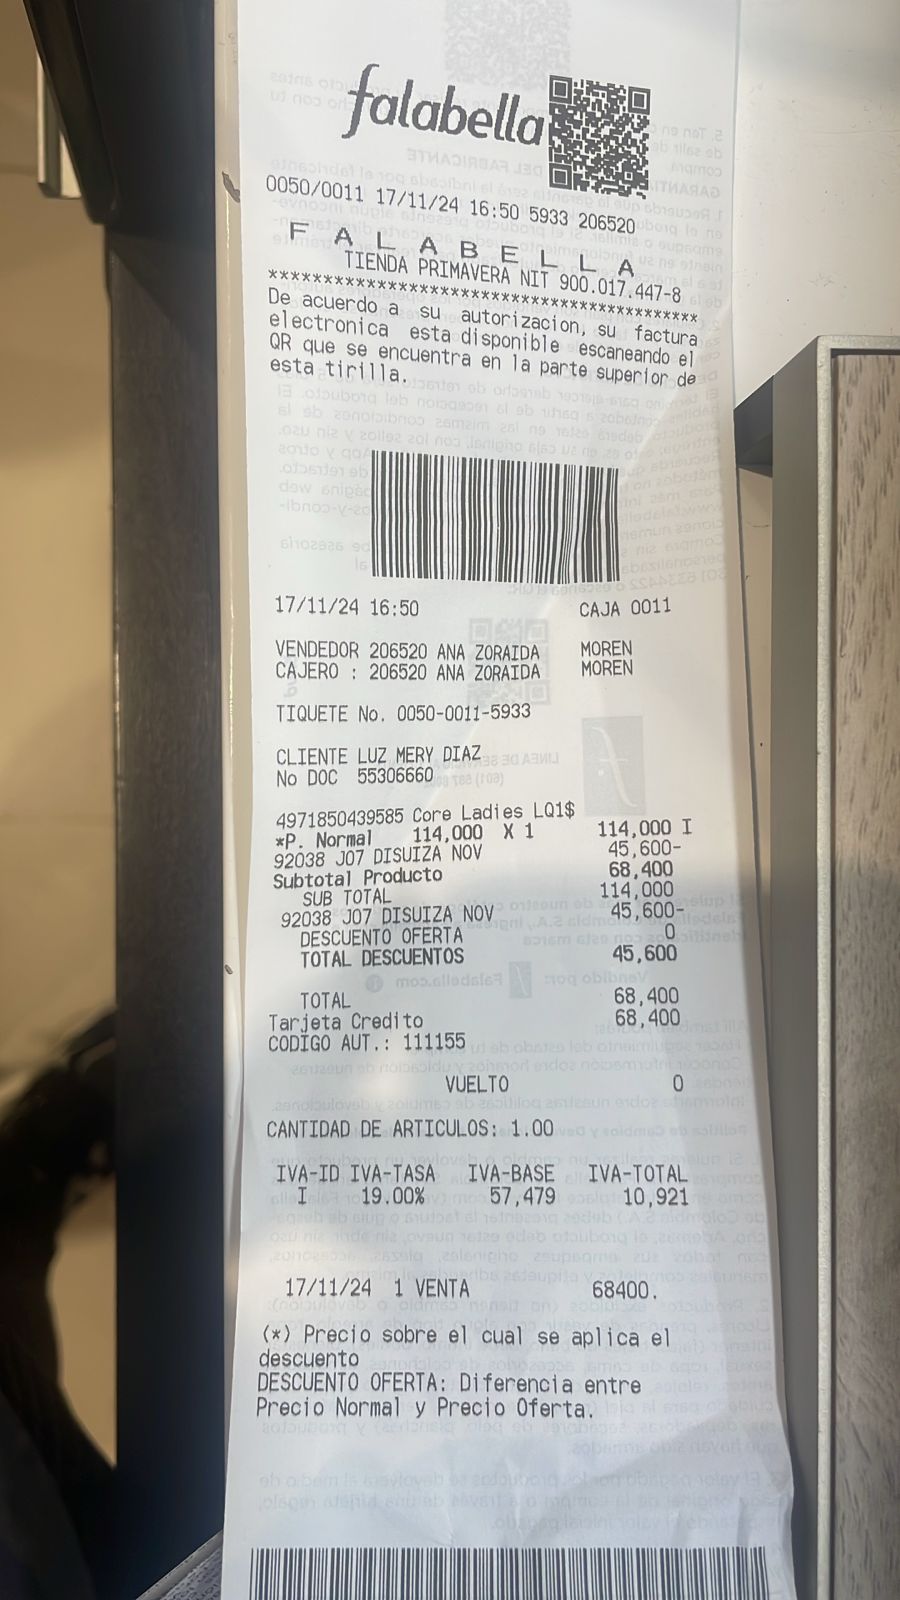 falabella
0050/0011 17/11/24 16:50 5933 206520
F A L A B E L L A
TIENDA PRIMAVERA NIT 900.017.447-8
*****************************************
De acuerdo a su autorizacion, su factura
electronica esta disponible escaneando el
QR que se encuentra en la parte superior de
esta tirilla.
17/11/24 16:50 CAJA 0011
VENDEDOR 206520 ANA ZORAIDA MOREN
CAJERO : 206520 ANA ZORAIDA MOREN
TIQUETE No. 0050-0011-5933
CLIENTE LUZ MERY DIAZ
No DOC 55306660
4971850439585 Core Ladies LQ1$
*P. Normal 114,000 X 1 114,000 I
92038 J07 DISUIZA NOV 45,600-
Subtotal Producto 68,400
SUB TOTAL 114,000
92038 J07 DISUIZA NOV 45,600-
DESCUENTO OFERTA 0
TOTAL DESCUENTOS 45,600
TOTAL 68,400
Tarjeta Credito 68,400
CODIGO AUT.: 111155
VUELTO 0
CANTIDAD DE ARTICULOS: 1.00
IVA-ID IVA-TASA IVA-BASE IVA-TOTAL
I 19.00% 57,479 10,921
17/11/24 1 VENTA 68400.
(*) Precio sobre el cual se aplica el
descuento
DESCUENTO OFERTA: Diferencia entre
Precio Normal y Precio Oferta.